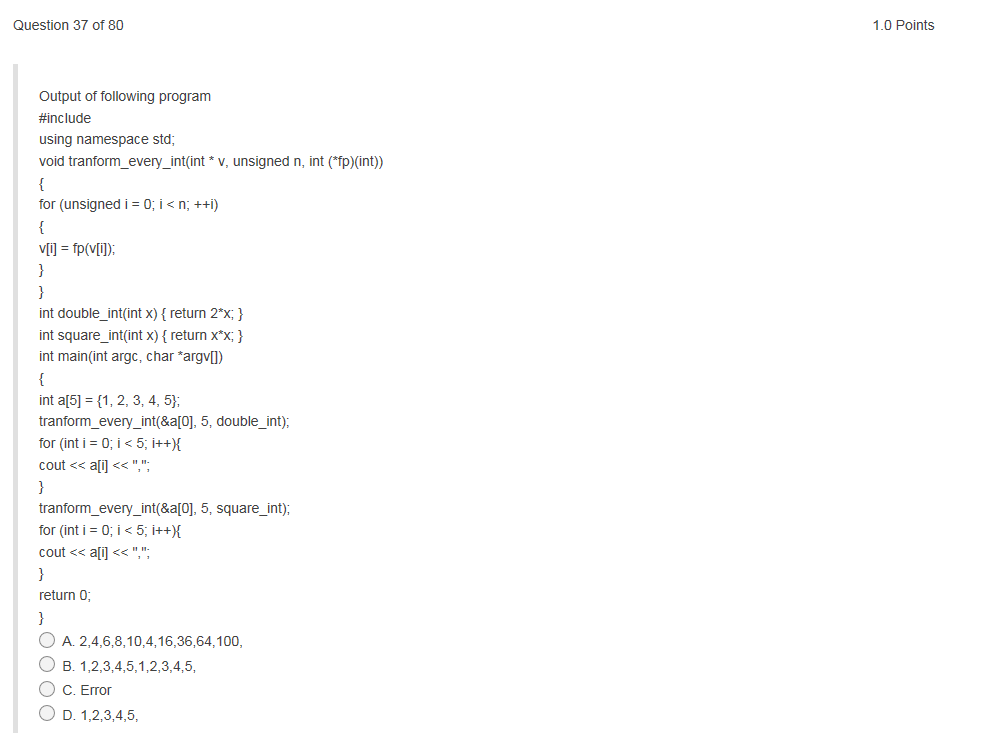 Question 37 of 80
1.0 Points
Output of following program
#include
using namespace std;
void tranform_every_int(int * v, unsigned n, int (*fp)(int))
{
for (unsigned i = 0; i < n; ++i)
{
v[i] = fp(v[i]);
}
}
int double_int(int x) { return 2*x; }
int square_int(int x) { return x*x; }
int main(int argc, char *argv[])
{
int a[5] = {1, 2, 3, 4, 5};
tranform_every_int(&a[0], 5, double_int);
for (int i = 0; i < 5; i++){
cout << a[i] << ",";
}
tranform_every_int(&a[0], 5, square_int);
for (int i = 0; i < 5; i++){
cout << a[i] << ",";
}
return 0;
}
A. 2,4,6,8,10,4,16,36,64,100,
B. 1,2,3,4,5,1,2,3,4,5,
C. Error
D. 1,2,3,4,5,